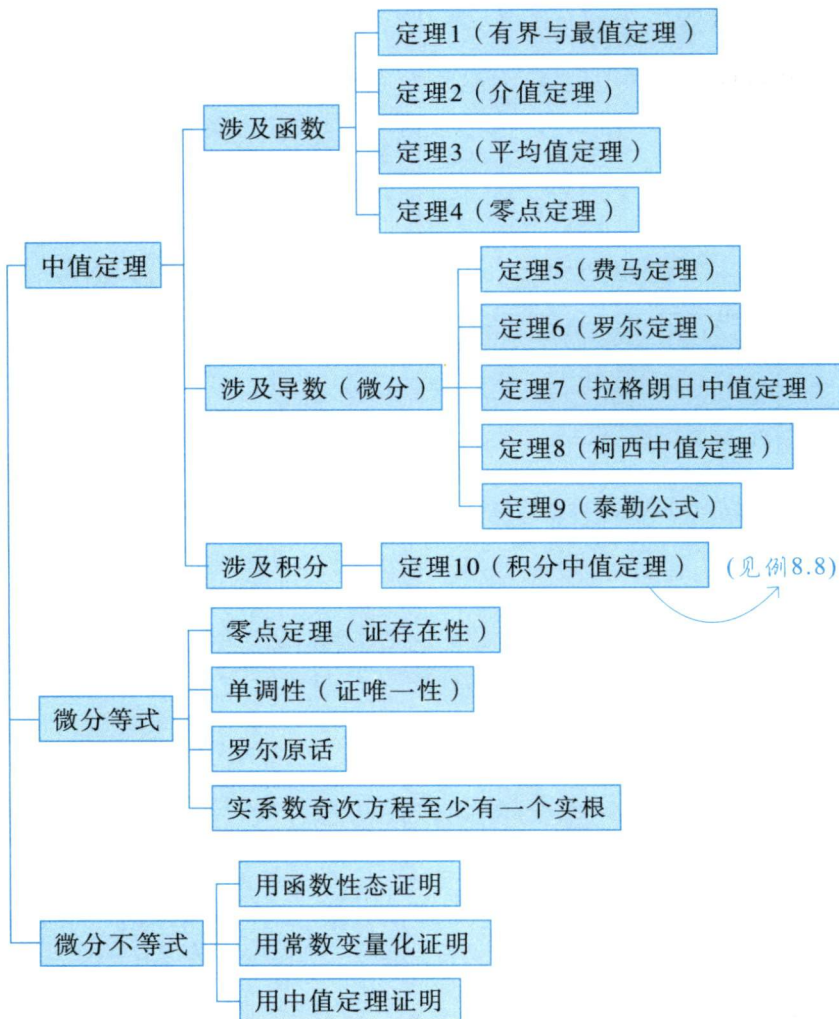 定理1（有界与最值定理）
定理2（介值定理）
涉及函数
定理3（平均值定理）
定理4（零点定理）
中值定理
定理5（费马定理）
定理6（罗尔定理）
涉及导数（微分）
定理7（拉格朗日中值定理）
定理8（柯西中值定理）
定理9（泰勒公式）
涉及积分
定理10（积分中值定理）
(见例8.8)
零点定理（证存在性）
单调性（证唯一性）
微分等式
罗尔原话
实系数奇次方程至少有一个实根
用函数性态证明
微分不等式
用常数变量化证明
用中值定理证明